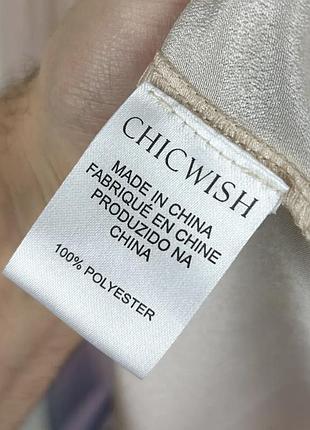 CHICWISH
MADE IN CHINA
FABRIQUÉ EN CHINE
PRODUZIDO NA
CHINA
100% POLYESTER